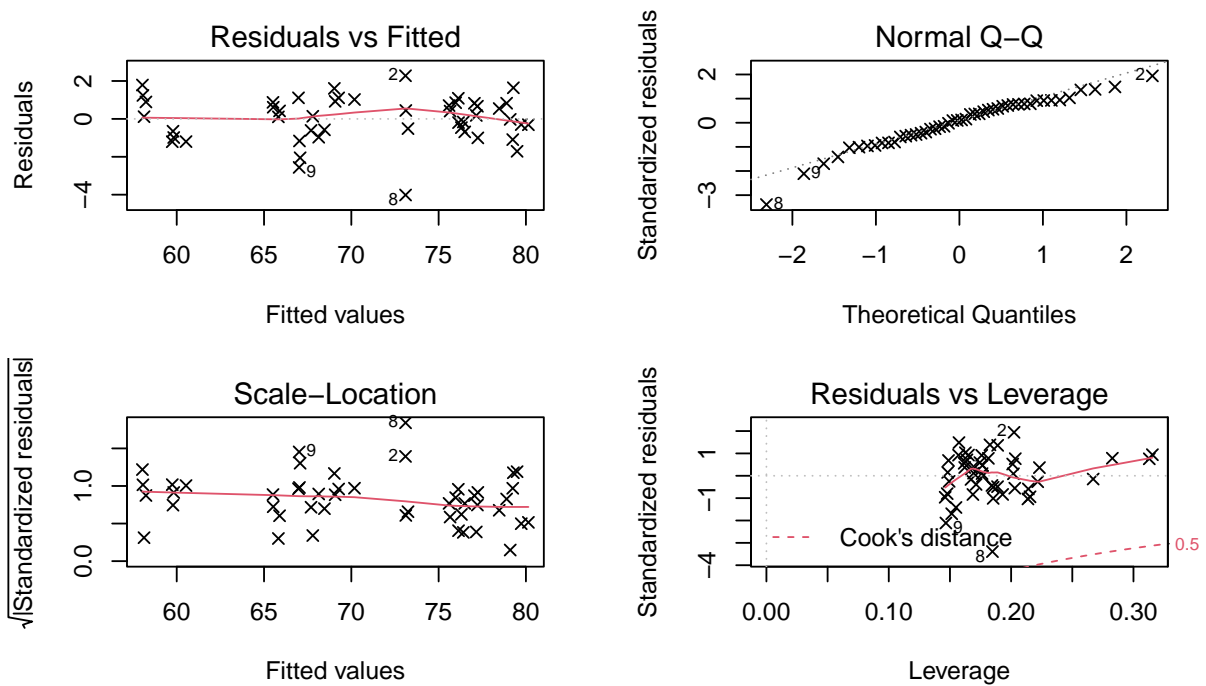 Residuals vs Fitted
Residuals
2
0
−4
2
9
8
60 65 70 75 80
Fitted values
Normal Q−Q
Standardized residuals
2
0
−3
2
9
8
−2 −1 0 1 2
Theoretical Quantiles
Scale−Location
√|Standardized residuals|
1.0
0.0
8
9
2
60 65 70 75 80
Fitted values
Residuals vs Leverage
Standardized residuals
1
−1
−4
2
9
Cook's distance
8
0.5
0.00 0.10 0.20 0.30
Leverage